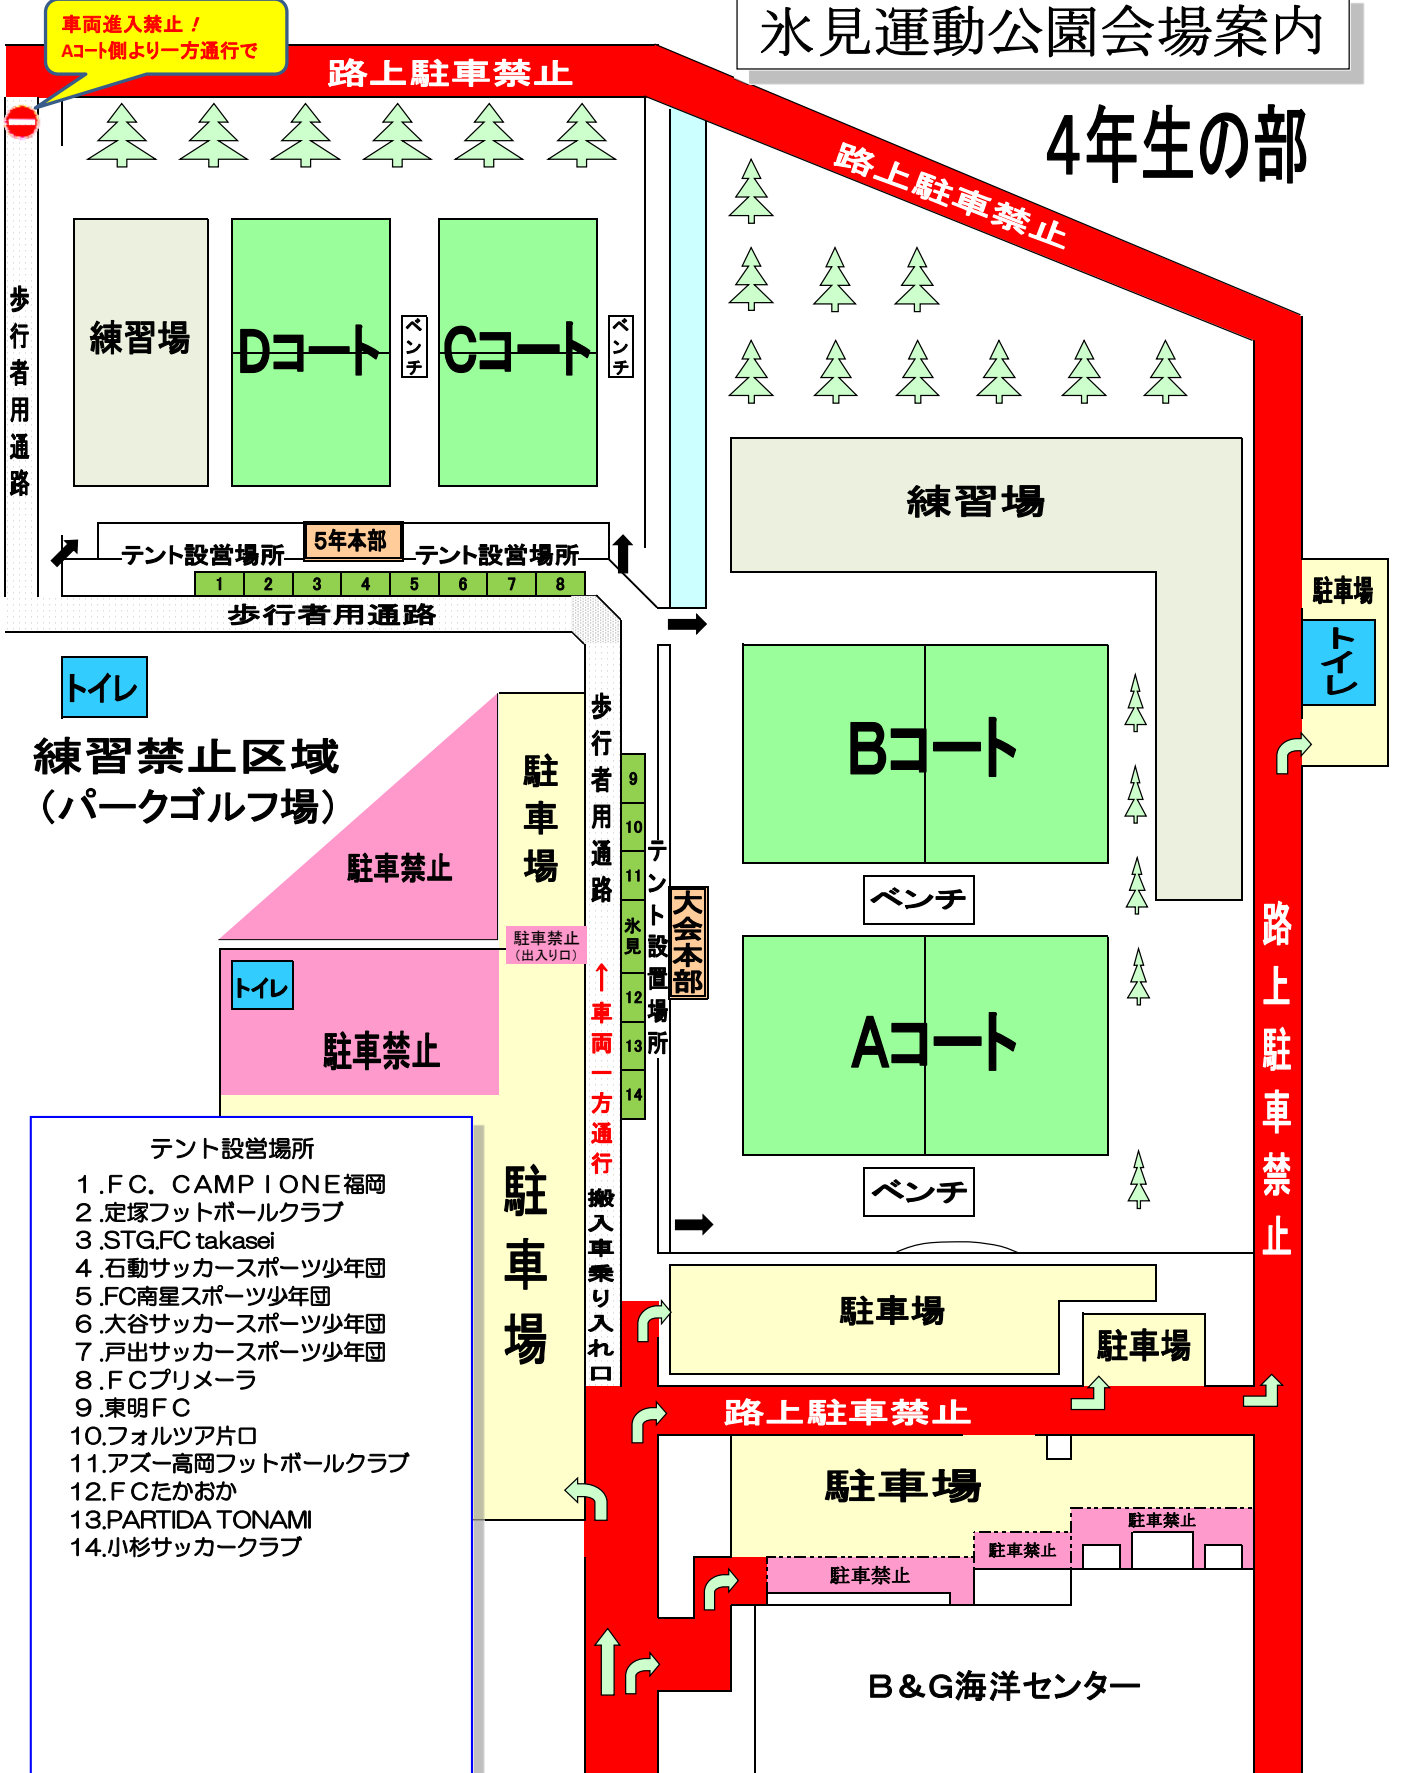 車両進入禁止！
Aコート側より一方通行で
氷見運動公園会場案内
路上駐車禁止
4年生の部
路上駐車禁止
歩行者用通路
練習場
Dコート
ベンチ
Cコート
ベンチ
練習場
5年本部
テント設営場所
テント設営場所
1 2 3 4 5 6 7 8
歩行者用通路
駐車場
トイレ
トイレ
練習禁止区域
（パークゴルフ場）
駐車禁止
駐車場
歩行者用通路
9
10
11
氷見
12
13
14
テント設置場所
大会本部
Bコート
ベンチ
Aコート
ベンチ
路上駐車禁止
駐車禁止
（出入り口）
トイレ
駐車禁止
↑車両一方通行
搬入車乗り入れ口
駐車場
テント設営場所
1.FC．CAMPIONE福岡
2.定塚フットボールクラブ
3.STG.FC takasei
4.石動サッカースポーツ少年団
5.FC南星スポーツ少年団
6.大谷サッカースポーツ少年団
7.戸出サッカースポーツ少年団
8.FCプリメーラ
9.東明FC
10.フォルツア片口
11.アズー高岡フットボールクラブ
12.FCたかおか
13.PARTIDA TONAMI
14.小杉サッカークラブ
駐車場
駐車場
路上駐車禁止
駐車場
駐車禁止
駐車禁止
駐車禁止
B＆G海洋センター